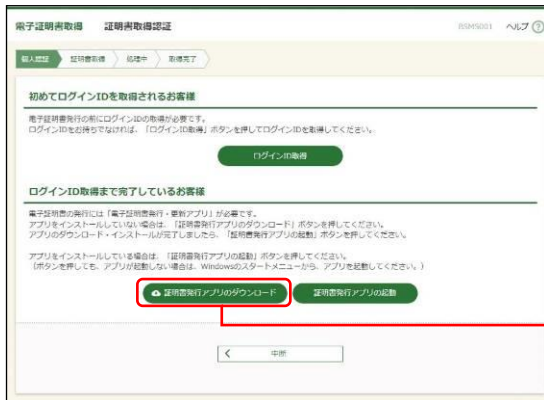 電子証明書取得　証明書取得認証
BSMS001　ヘルプ ?
個人認証　証明書取得　処理中　取得完了
初めてログインIDを取得されるお客様
電子証明書発行の前にログインIDの取得が必要です。
ログインIDをお持ちでなければ、「ログインID取得」ボタンを押してログインIDを取得してください。
ログインID取得
ログインID取得まで完了しているお客様
電子証明書の発行には「電子証明書発行・更新アプリ」が必要です。
アプリをインストールしていない場合は、「証明書発行アプリのダウンロード」ボタンを押してください。
アプリのダウンロード・インストールが完了しましたら、「証明書発行アプリの起動」ボタンを押してください。
アプリをインストールしている場合は、「証明書発行アプリの起動」ボタンを押してください。
（ボタンを押しても、アプリが起動しない場合は、Windowsのスタートメニューから、アプリを起動してください。）
証明書発行アプリのダウンロード　証明書発行アプリの起動
中断